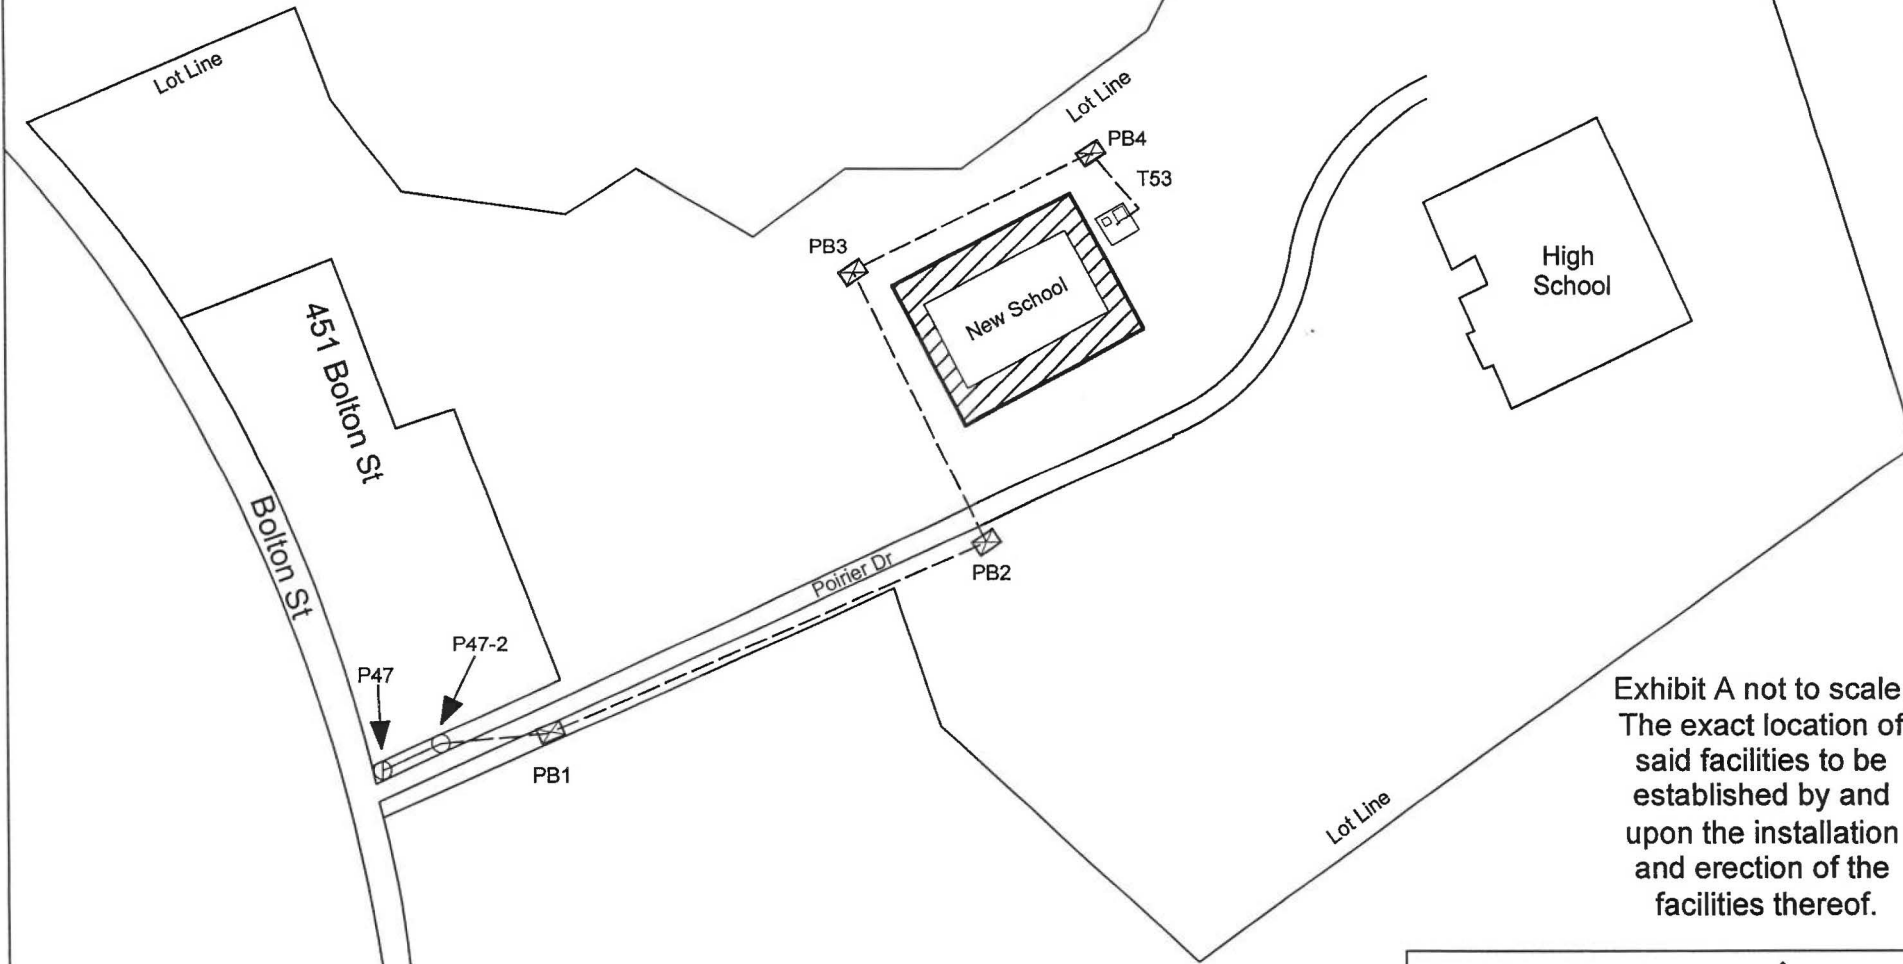 Lot Line
Lot Line
PB4
T53
PB3
New School
High
School
451 Bolton St
Bolton St
Poirier Dr
PB2
P47-2
P47
PB1
Lot Line
Exhibit A not to scale
The exact location of
said facilities to be
established by and
upon the installation
and erection of the
facilities thereof.